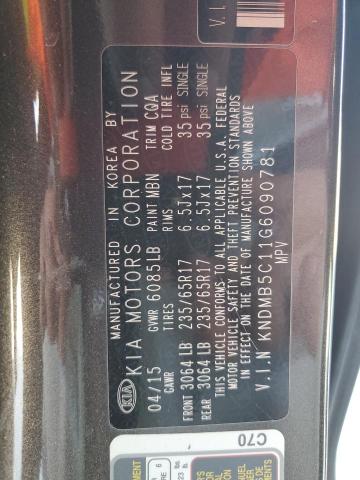 MANUFACTURED IN KOREA BY
KIA KIA MOTORS CORPORATION
04/15 GVWR 6085LB PAINT MBN TRIM CQA
GAWR TIRES RIMS COLD TIRE INFL
FRONT 3064 LB 235/65R17 6.5Jx17 35 psi SINGLE
REAR 3064 LB 235/65R17 6.5Jx17 35 psi SINGLE
THIS VEHICLE CONFORMS TO ALL APPLICABLE U.S.A. FEDERAL
MOTOR VEHICLE SAFETY AND THEFT PREVENTION STANDARDS
IN EFFECT ON THE DATE OF MANUFACTURE SHOWN ABOVE
V.I.N KNDMB5C11G6090781
MPV
C70
V.I